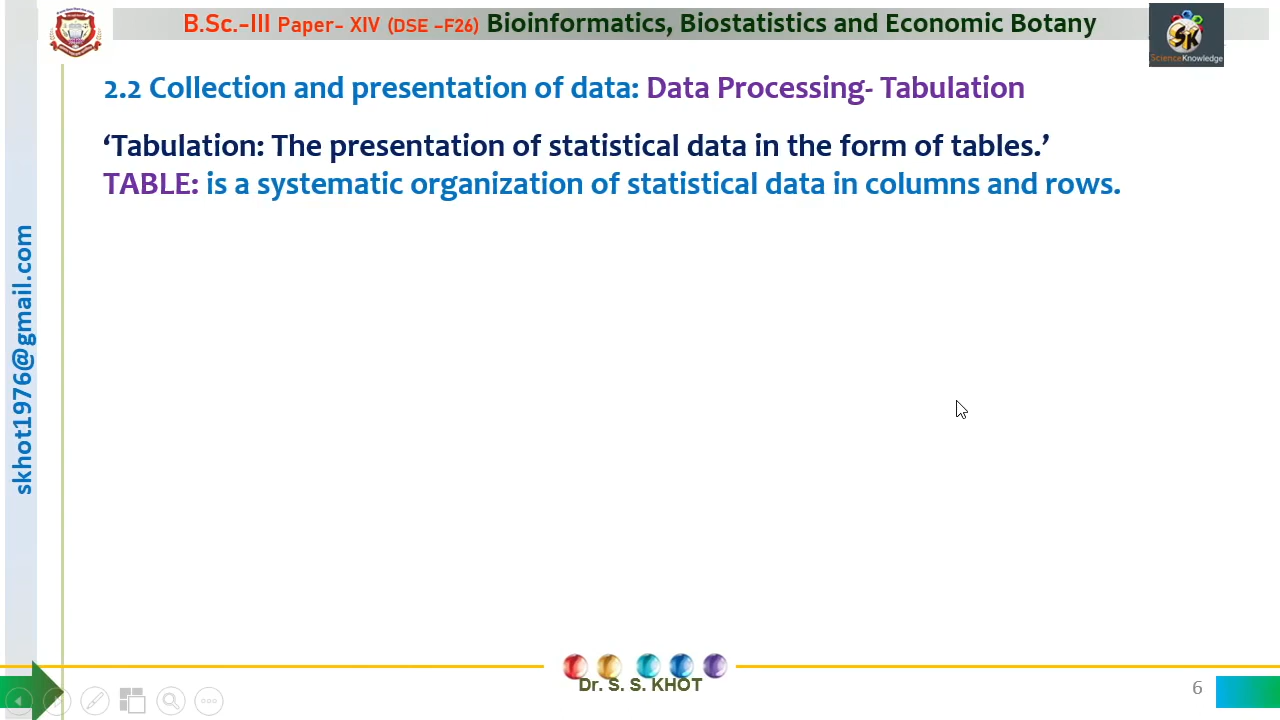 B.Sc.-III Paper- XIV (DSE –F26) Bioinformatics, Biostatistics and Economic Botany
SK
ScienceKnowledge
2.2 Collection and presentation of data: Data Processing- Tabulation
‘Tabulation: The presentation of statistical data in the form of tables.’
TABLE: is a systematic organization of statistical data in columns and rows.
skhot1976@gmail.com
Dr. S. S. KHOT
6